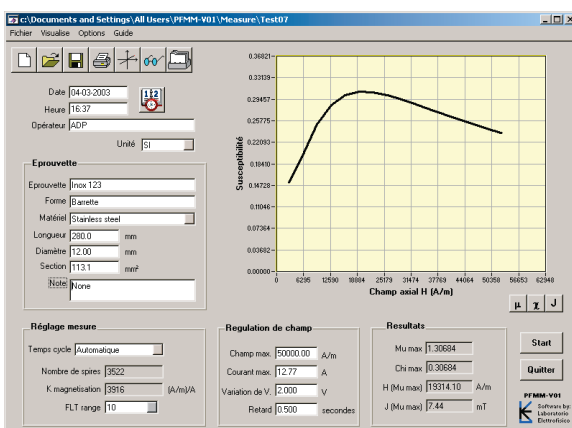 c:\Documents and Settings\All Users\PFMM-V01\Measure\Test07
Fichier Visualise Options Guide
Date 04-03-2003
Heure 16:37
Opérateur ADP
Unité SI
Eprouvette
Eprouvette Inox 123
Forme Barrette
Matériel Stainless steel
Longueur 280.0 mm
Diamètre 12.00 mm
Section 113.1 mm²
Note None
Susceptibilité
0.36821
0.33139
0.29457
0.25775
0.22093
0.18410
0.14728
0.11046
0.07364
0.03682
0.00000
0 6295 12590 18884 25179 31474 37769 44064 50358 56653 62948
Champ axial H (A/m)
μ χ J
Réglage mesure
Temps cycle Automatique
Nombre de spires 3522
K magnetisation 3916 (A/m)/A
FLT range 10
Regulation de champ
Champ max. 50000.00 A/m
Courant max. 12.77 A
Variation de V. 2.000 V
Retard 0.500 secondes
Resultats
Mu max 1.30684
Chi max 0.30684
H (Mu max) 19314.10 A/m
J (Mu max) 7.44 mT
Start
Quitter
PFMM-V01
Software by:
Laboratorio
Elettrofisico